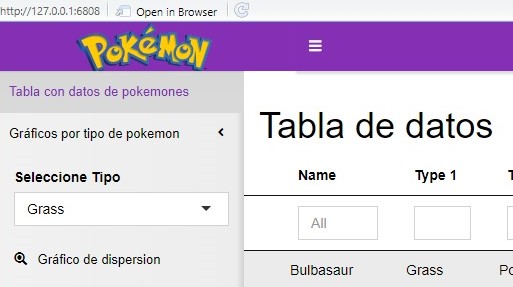 http://127.0.0.1:6808 Open in Browser
POKÉMON
Tabla con datos de pokemones
Gráficos por tipo de pokemon
Seleccione Tipo
Grass
Gráfico de dispersion
Tabla de datos
Name Type 1 T
All
Bulbasaur Grass Po